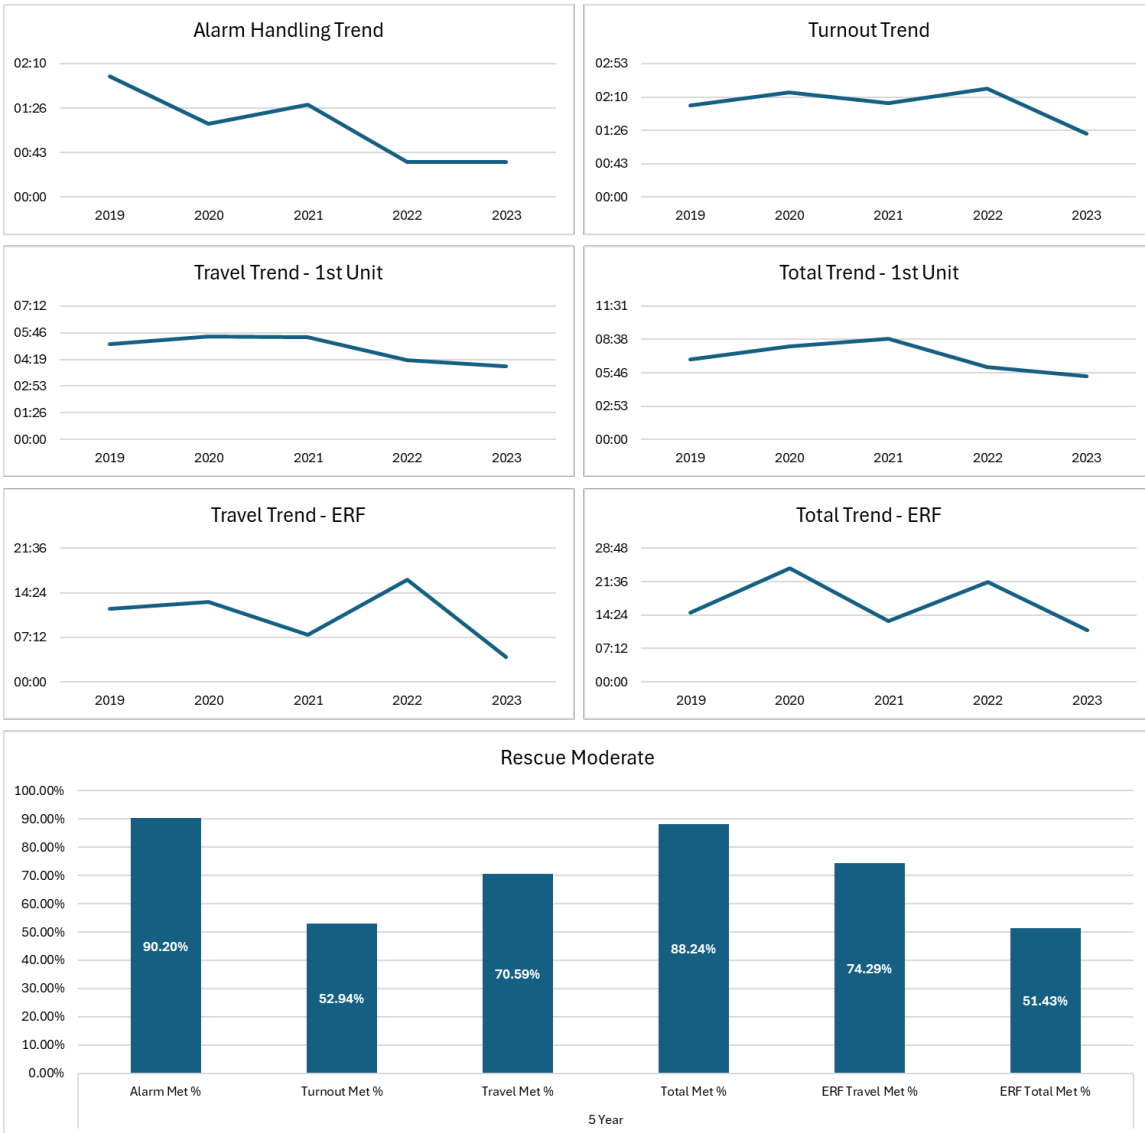 Alarm Handling Trend
02:10
01:26
00:43
00:00
2019 2020 2021 2022 2023
Turnout Trend
02:53
02:10
01:26
00:43
00:00
2019 2020 2021 2022 2023
Travel Trend - 1st Unit
07:12
05:46
04:19
02:53
01:26
00:00
2019 2020 2021 2022 2023
Total Trend - 1st Unit
11:31
08:38
05:46
02:53
00:00
2019 2020 2021 2022 2023
Travel Trend - ERF
21:36
14:24
07:12
00:00
2019 2020 2021 2022 2023
Total Trend - ERF
28:48
21:36
14:24
07:12
00:00
2019 2020 2021 2022 2023
Rescue Moderate
100.00%
90.00%
80.00%
70.00%
60.00%
50.00%
40.00%
30.00%
20.00%
10.00%
0.00%
90.20% 52.94% 70.59% 88.24% 74.29% 51.43%
Alarm Met % Turnout Met % Travel Met % Total Met % ERF Travel Met % ERF Total Met %
5 Year